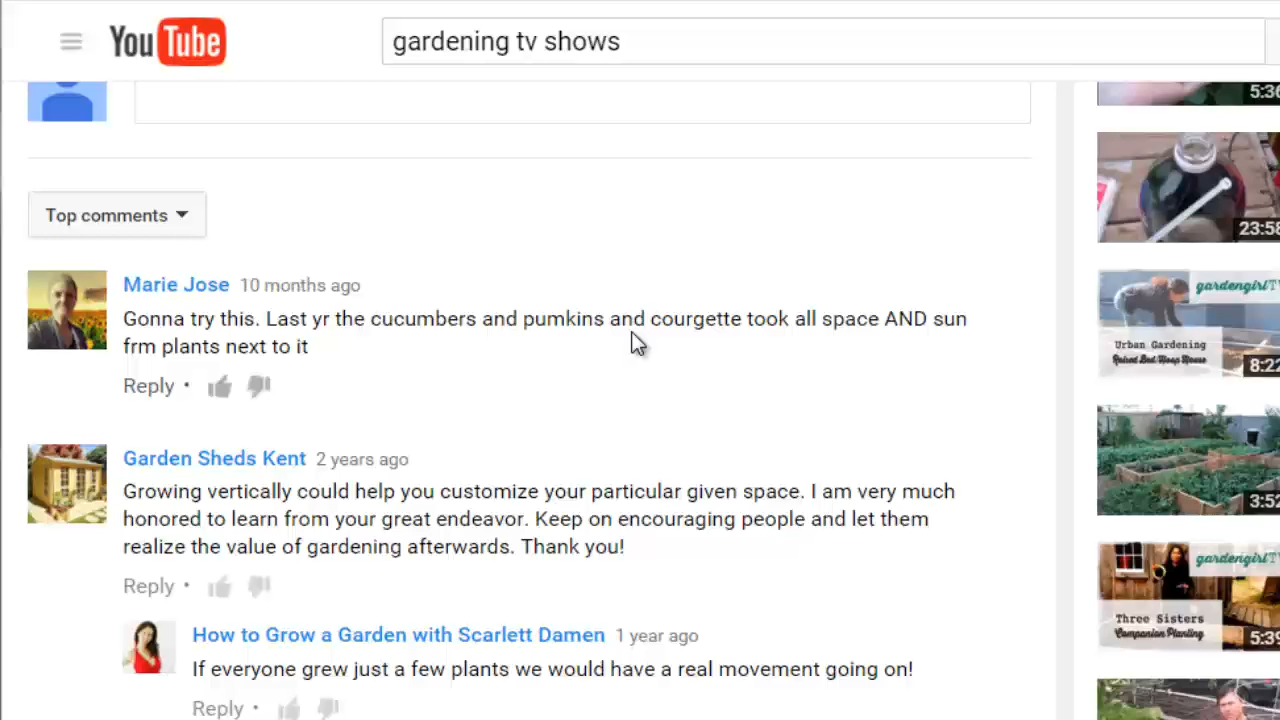 YouTube
gardening tv shows
5:36
Top comments
23:58
Marie Jose 10 months ago
Gonna try this. Last yr the cucumbers and pumkins and courgette took all space AND sun
frm plants next to it
Reply •
gardengirlTV
Urban Gardening
Raised Bed Hoop House
8:22
Garden Sheds Kent 2 years ago
Growing vertically could help you customize your particular given space. I am very much
honored to learn from your great endeavor. Keep on encouraging people and let them
realize the value of gardening afterwards. Thank you!
Reply •
3:52
gardengirlTV
Three Sisters
Companion Planting
5:39
How to Grow a Garden with Scarlett Damen 1 year ago
If everyone grew just a few plants we would have a real movement going on!
Reply •